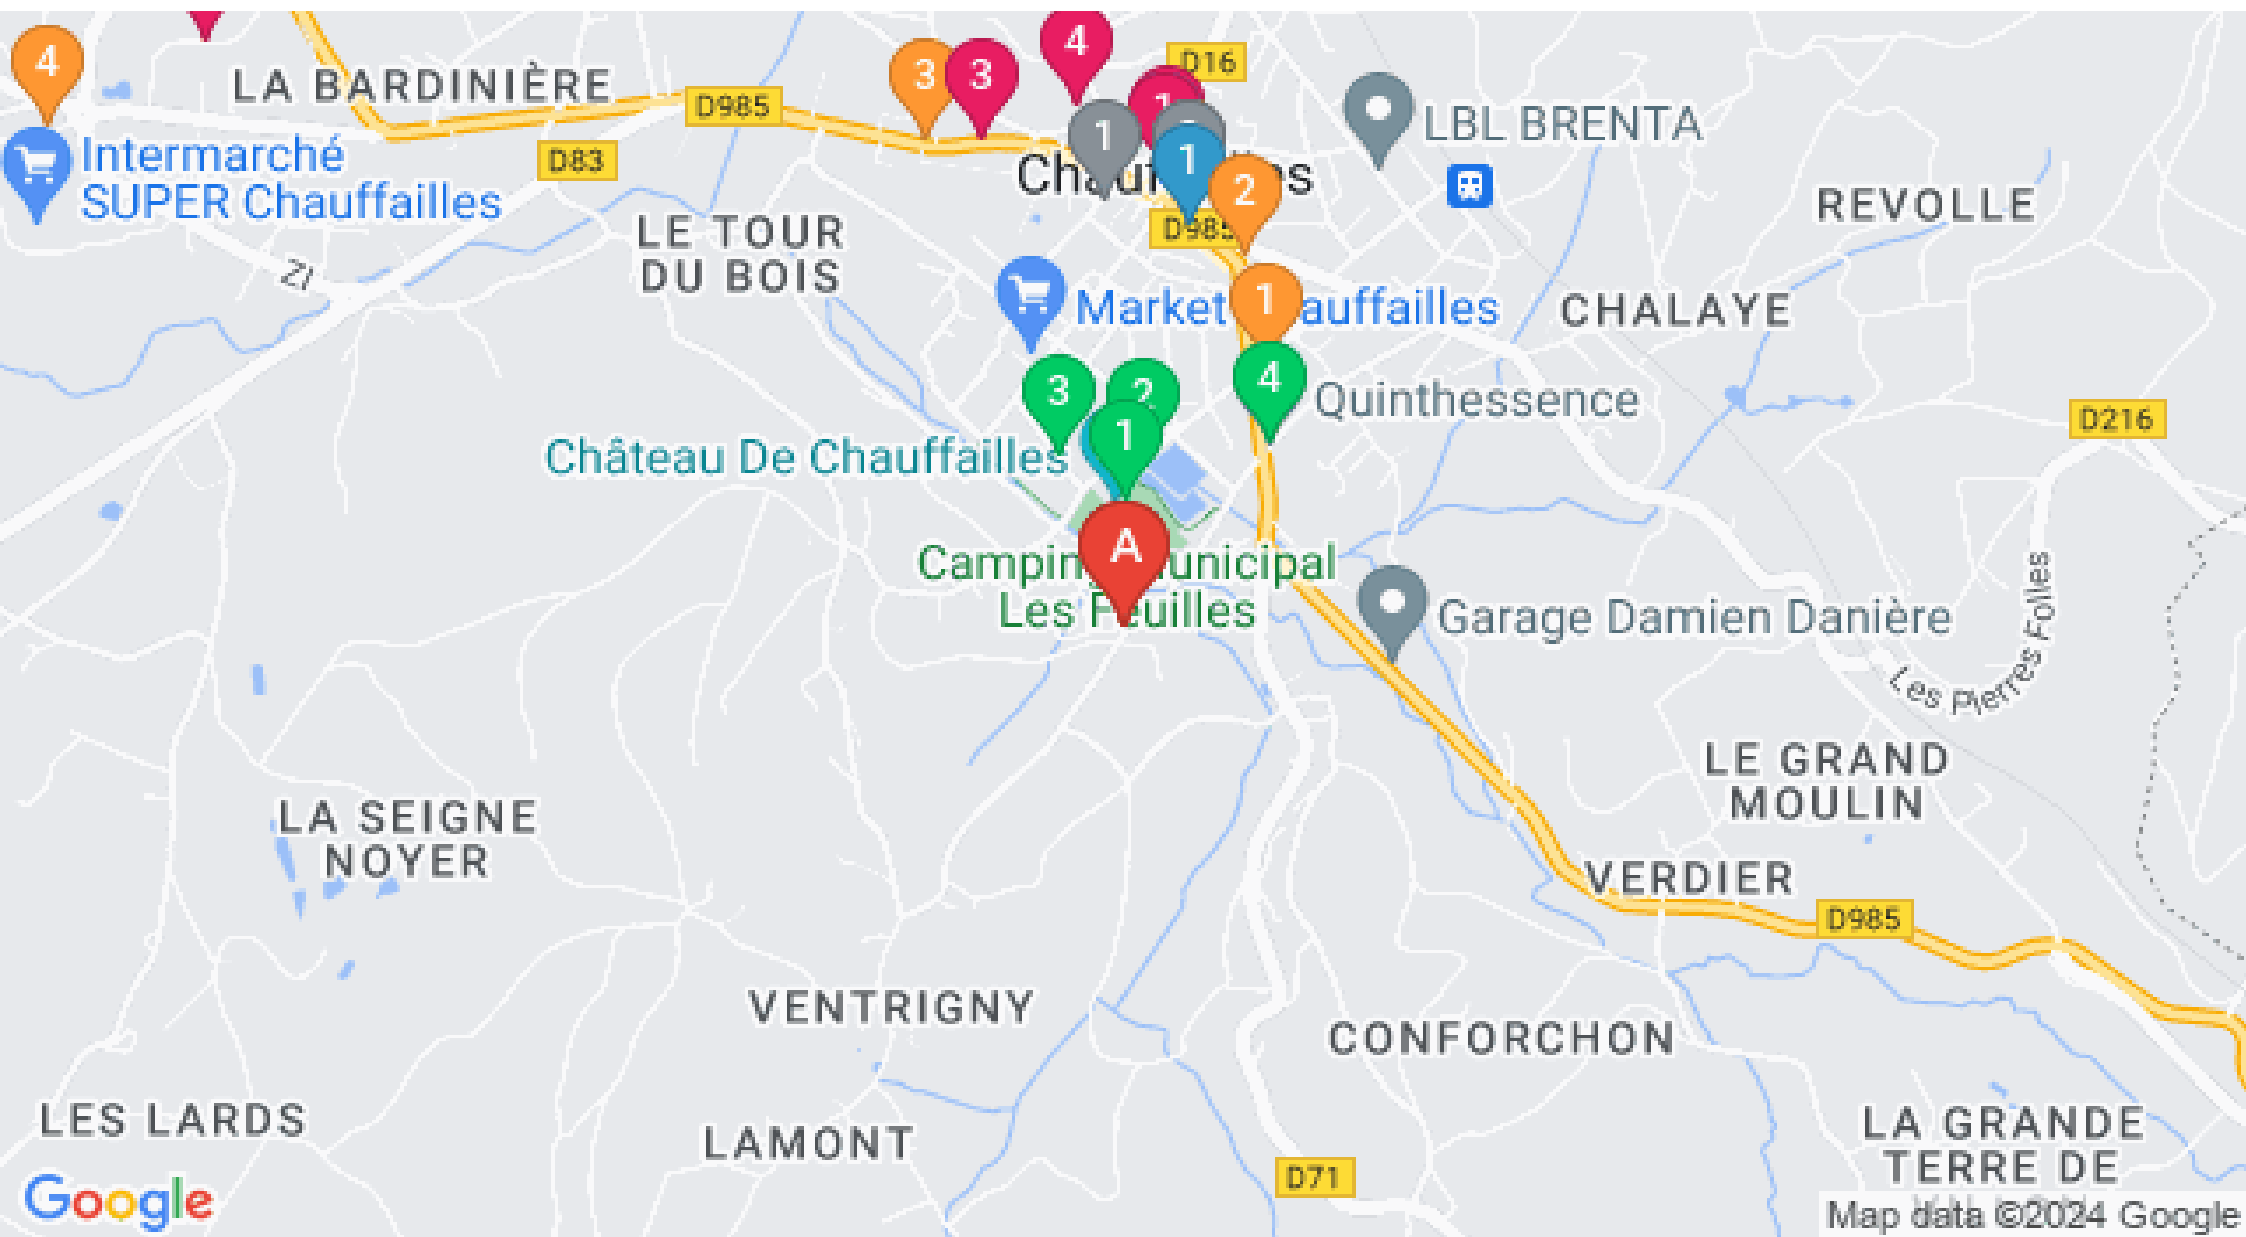 4
LA BARDINIÈRE
D985
3
3
4
D16
1
1
1
2
LBL BRENTA
Intermarché
SUPER Chauffailles
D83
ZI
LE TOUR
DU BOIS
D985
REVOLLE
Market
1
auffailles
CHALAYE
3
2
4
1
Quinthessence
D216
Château De Chauffailles
A
Les Pierres Folles
Garage Damien Danière
LE GRAND
MOULIN
LA SEIGNE
NOYER
VERDIER
D985
VENTRIGNY
CONFORCHON
LES LARDS
LAMONT
LA GRANDE
TERRE DE
D71
Google
Map data ©2024 Google